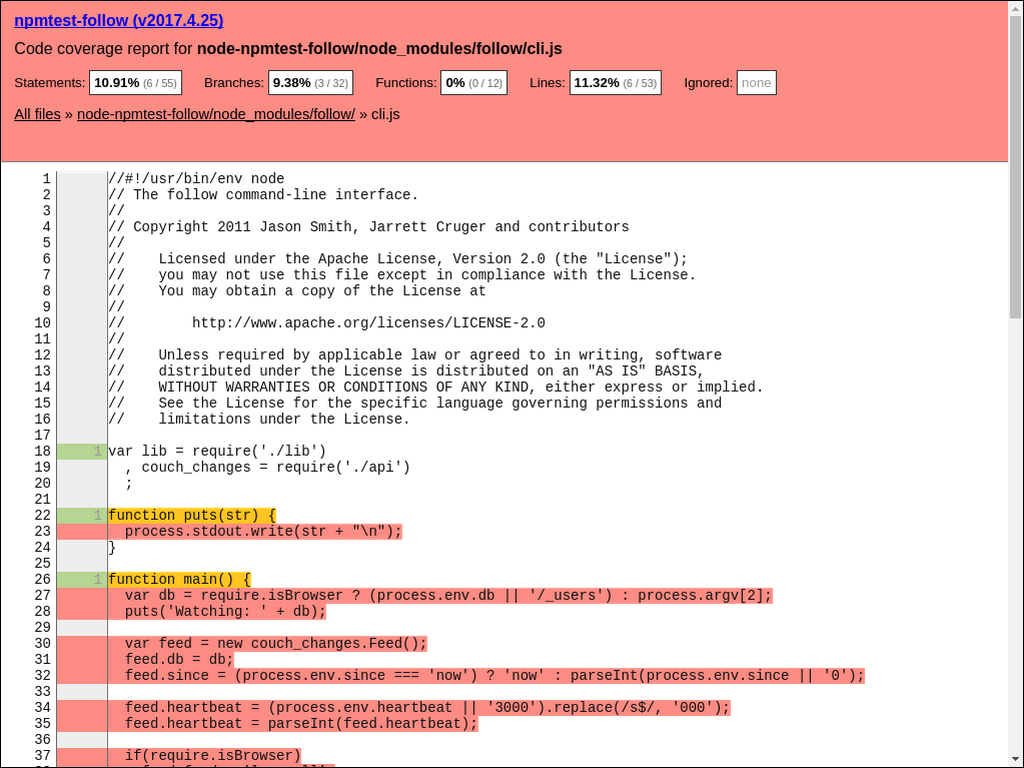 npmtest-follow (v2017.4.25)
Code coverage report for node-npmtest-follow/node_modules/follow/cli.js
Statements: 10.91% (6 / 55) Branches: 9.38% (3 / 32) Functions: 0% (0 / 12) Lines: 11.32% (6 / 53) Ignored: none
All files » node-npmtest-follow/node_modules/follow/ » cli.js
1 //#!/usr/bin/env node
2 // The follow command-line interface.
3 //
4 // Copyright 2011 Jason Smith, Jarrett Cruger and contributors
5 //
6 //    Licensed under the Apache License, Version 2.0 (the "License");
7 //    you may not use this file except in compliance with the License.
8 //    You may obtain a copy of the License at
9 //
10 //        http://www.apache.org/licenses/LICENSE-2.0
11 //
12 //    Unless required by applicable law or agreed to in writing, software
13 //    distributed under the License is distributed on an "AS IS" BASIS,
14 //    WITHOUT WARRANTIES OR CONDITIONS OF ANY KIND, either express or implied.
15 //    See the License for the specific language governing permissions and
16 //    limitations under the License.
17
18 1 var lib = require('./lib')
19   , couch_changes = require('./api')
20   ;
21
22 1 function puts(str) {
23   process.stdout.write(str + "\n");
24 }
25
26 1 function main() {
27   var db = require.isBrowser ? (process.env.db || '/_users') : process.argv[2];
28   puts('Watching: ' + db);
29
30   var feed = new couch_changes.Feed();
31   feed.db = db;
32   feed.since = (process.env.since === 'now') ? 'now' : parseInt(process.env.since || '0');
33
34   feed.heartbeat = (process.env.heartbeat || '3000').replace(/s$/, '000');
35   feed.heartbeat = parseInt(feed.heartbeat);
36
37   if(require.isBrowser)